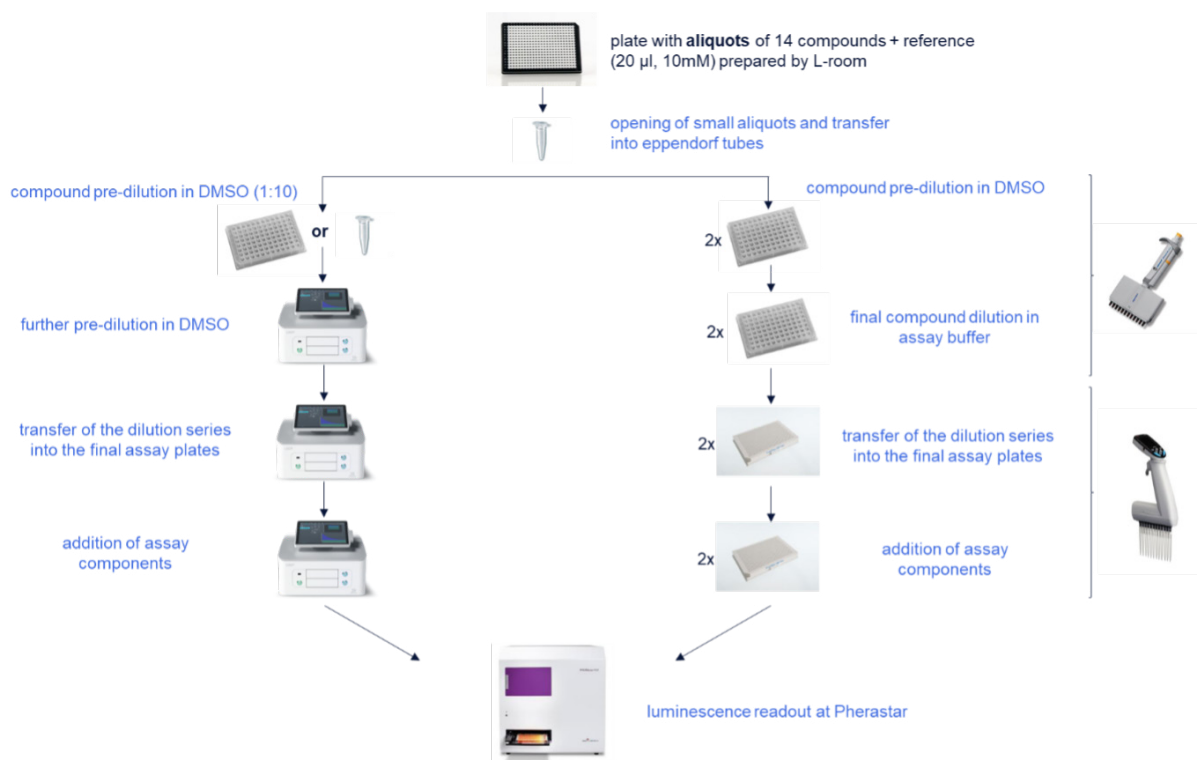 plate with aliquots of 14 compounds + reference
(20 µl, 10mM) prepared by L-room
opening of small aliquots and transfer
into eppendorf tubes
compound pre-dilution in DMSO (1:10)
or
further pre-dilution in DMSO
transfer of the dilution series
into the final assay plates
addition of assay
components
compound pre-dilution in DMSO
2x
2x
final compound dilution in
assay buffer
2x
transfer of the dilution series
into the final assay plates
2x
addition of assay
components
luminescence readout at Pherastar